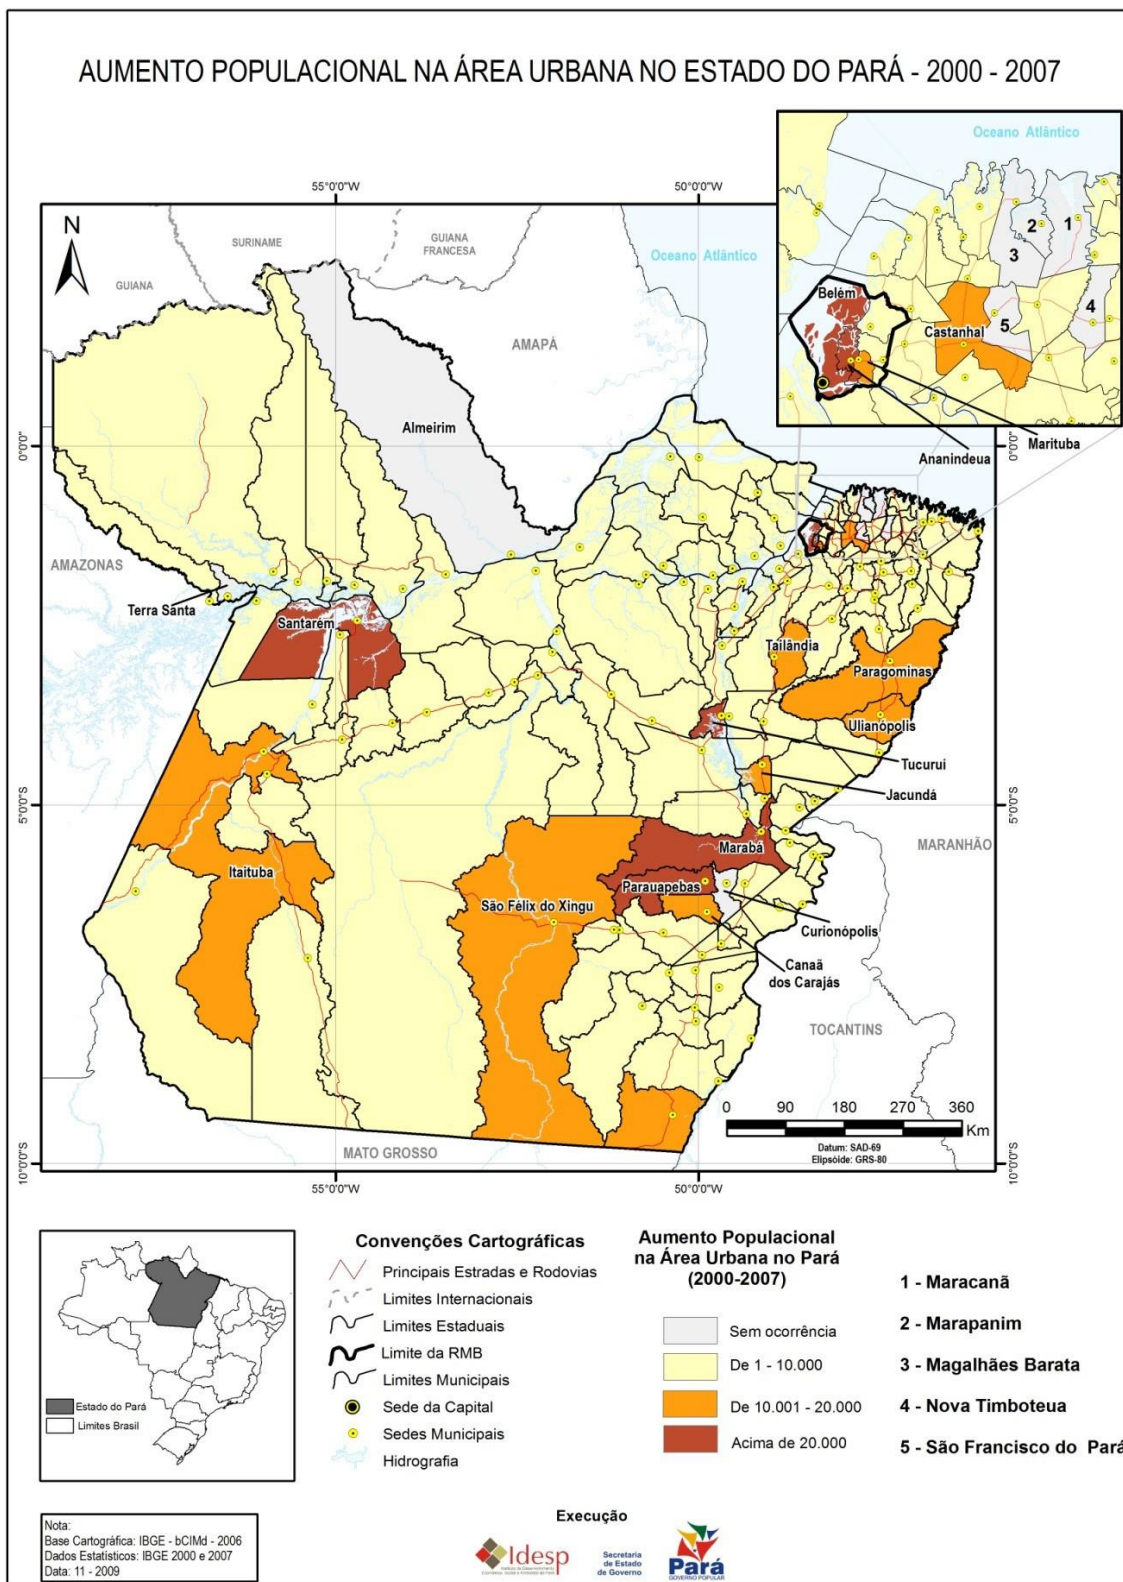 AUMENTO POPULACIONAL NA ÁREA URBANA NO ESTADO DO PARÁ - 2000 - 2007
Oceano Atlântico
2
1
3
4
5
Belém
Castanhal
Marituba
Ananindeua
55°0'0"W
50°0'0"W
N
SURINAME
GUIANA
FRANCESA
GUIANA
Oceano Atlântico
AMAPÁ
Almeirim
0°0'0"
0°0'0"
AMAZONAS
Terra Santa
Santarém
Tailândia
Paragominas
Ulianópolis
Tucuruí
Jacundá
5°0'0"S
5°0'0"S
MARANHÃO
Marabá
Itaituba
Parauapebas
São Félix do Xingu
Curionópolis
Canaã
dos Carajás
TOCANTINS
0 90 180 270 360
Km
Datum: SAD-69
Elipsóide: GRS-80
MATO GROSSO
10°0'0"S
10°0'0"S
55°0'0"W
50°0'0"W
Estado do Pará
Limites Brasil
Convenções Cartográficas
Principais Estradas e Rodovias
Limites Internacionais
Limites Estaduais
Limite da RMB
Limites Municipais
Sede da Capital
Sedes Municipais
Hidrografia
Aumento Populacional
na Área Urbana no Pará
(2000-2007)
Sem ocorrência
De 1 - 10.000
De 10.001 - 20.000
Acima de 20.000
1 - Maracanã
2 - Marapanim
3 - Magalhães Barata
4 - Nova Timboteua
5 - São Francisco do Pará
Nota:
Base Cartográfica: IBGE - bCIMd - 2006
Dados Estatísticos: IBGE 2000 e 2007
Data: 11 - 2009
Execução
Idesp
Secretaria
de Estado
de Governo
Pará
GOVERNO POPULAR